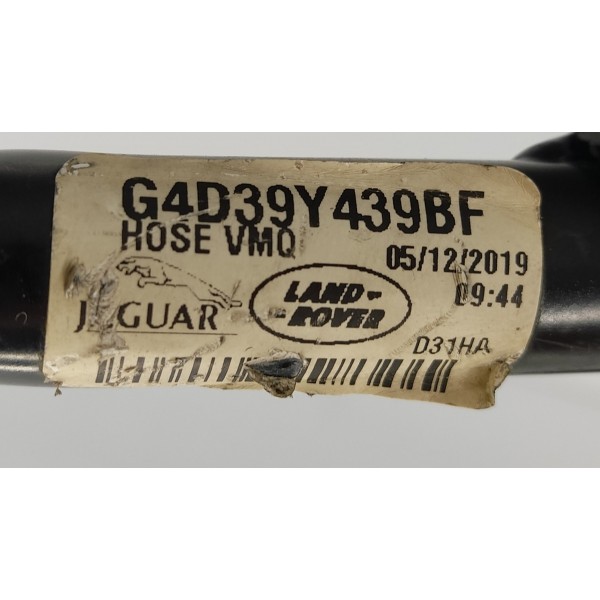 G4D39Y439BF
HOSE VMQ
05/12/2019
09:44
JAGUAR
LAND-
ROVER
D31HA